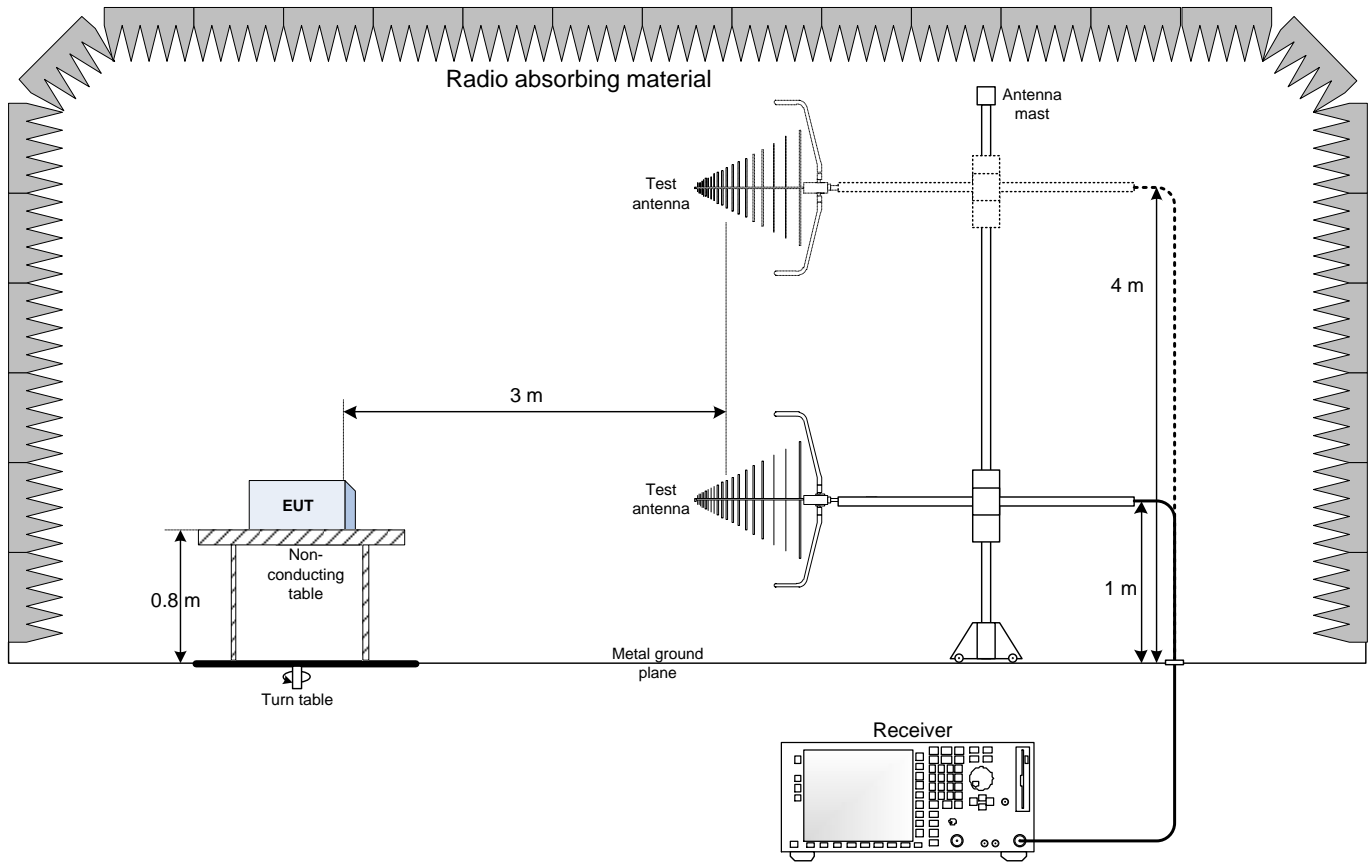 Radio absorbing material
Antenna
mast
Test
antenna
4 m
3 m
Test
antenna
EUT
Non-
conducting
table
0.8 m
1 m
Metal ground
plane
Turn table
Receiver